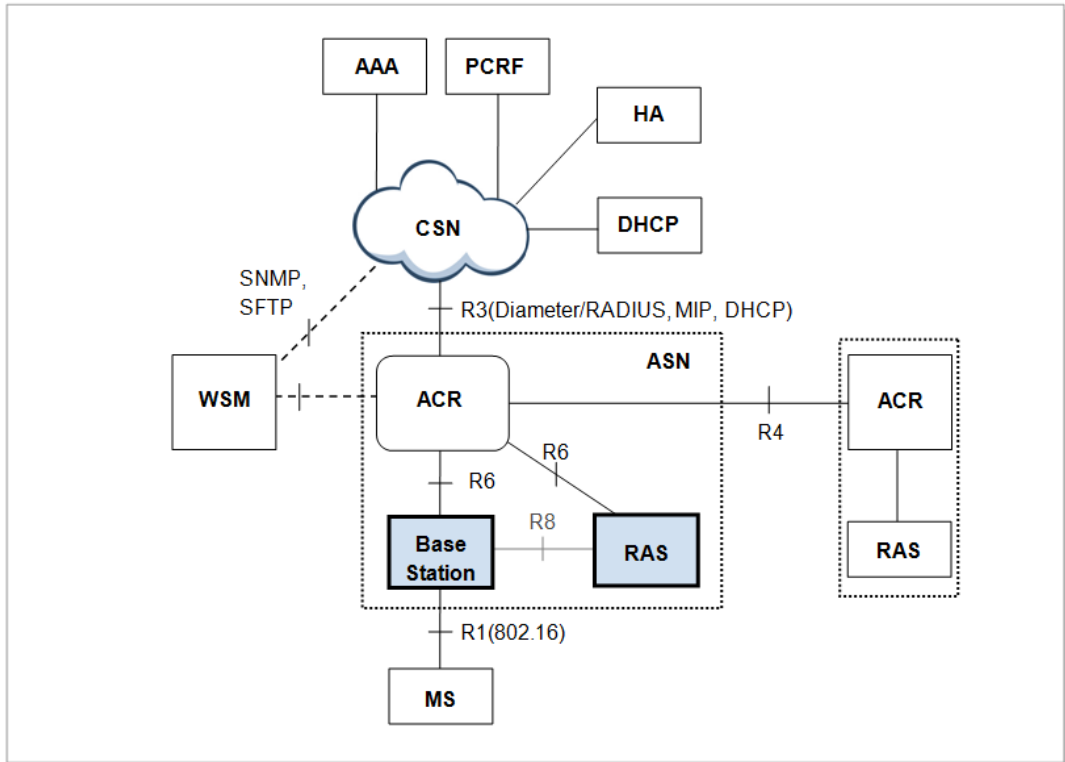 AAA
PCRF
HA
CSN
DHCP
SNMP,
SFTP
R3(Diameter/RADIUS, MIP, DHCP)
ASN
WSM
ACR
ACR
R4
R6
R6
R8
Base
Station
RAS
RAS
R1(802.16)
MS